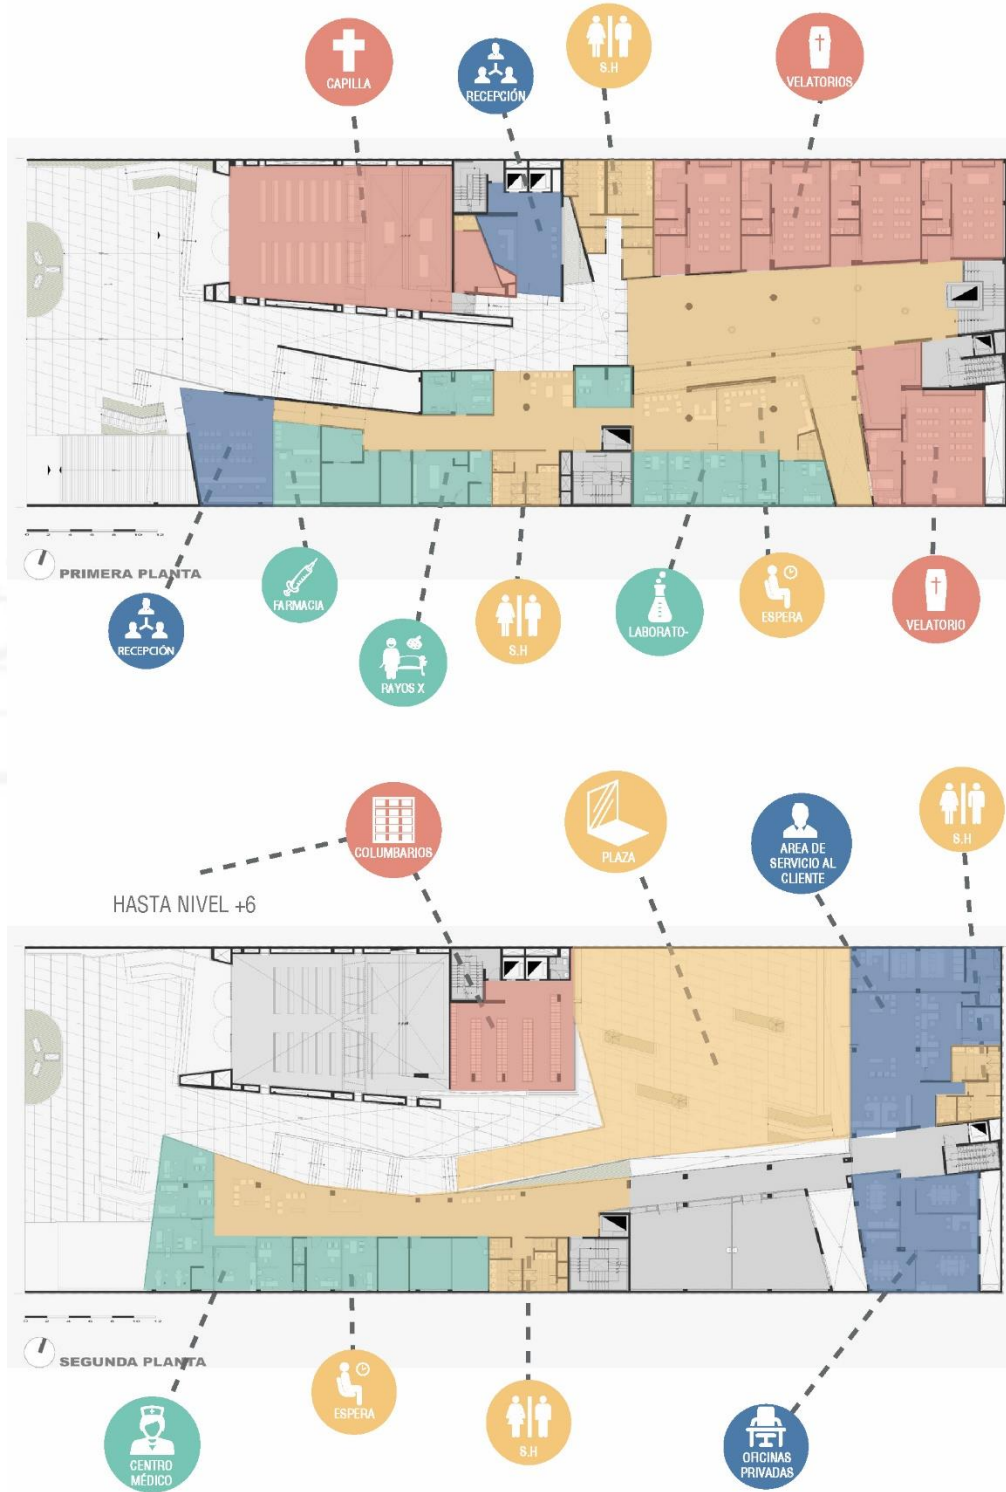 CAPILLA
RECEPCIÓN
S.H
VELATORIOS
PRIMERA PLANTA
RECEPCIÓN
FARMACIA
RAYOS X
S.H
LABORATO-
ESPERA
VELATORIO
COLUMBARIOS
HASTA NIVEL +6
PLAZA
AREA DE
SERVICIO AL
CLIENTE
S.H
SEGUNDA PLANTA
CENTRO
MÉDICO
ESPERA
S.H
OFICINAS
PRIVADAS